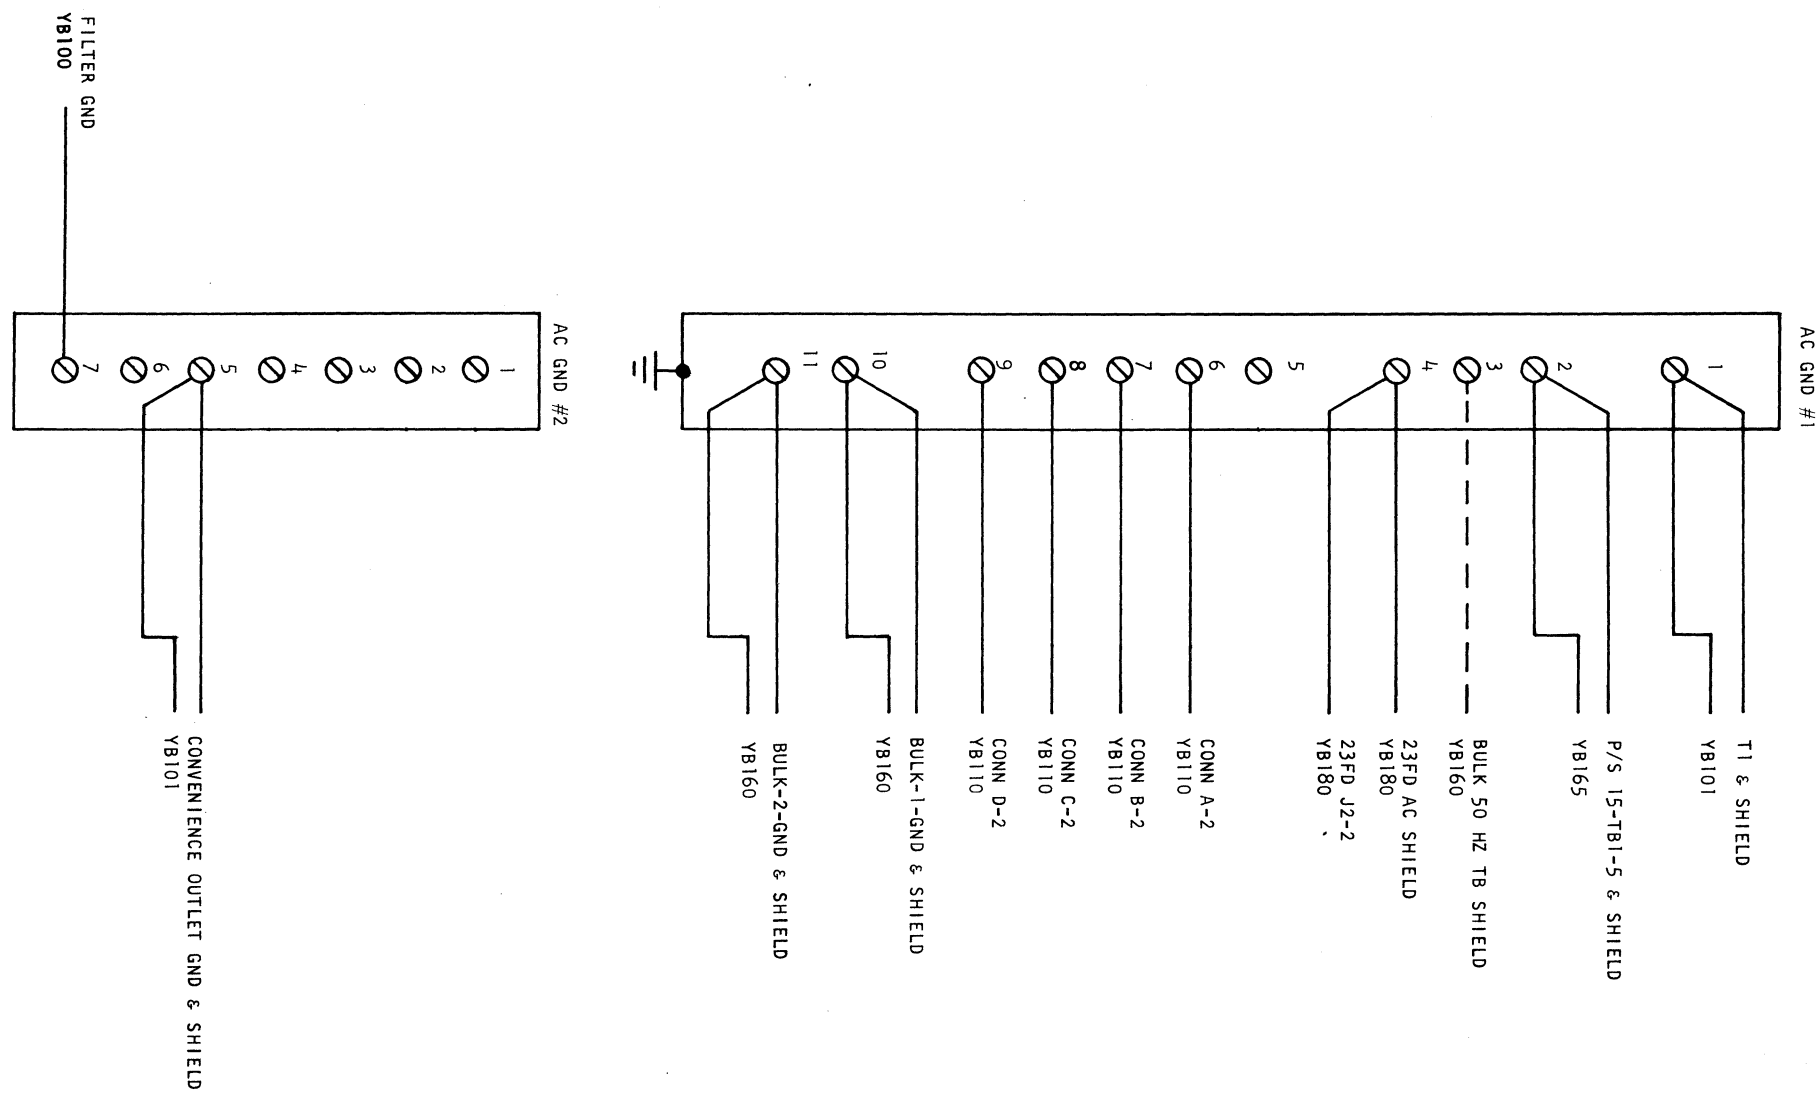 AC GND #1
1
T1 & SHIELD
YB101
2
P/S 15-TB1-5 & SHIELD
YB165
3
BULK 50 HZ TB SHIELD
YB160
4
23FD AC SHIELD
YB180
23FD J2-2
YB180
5
6
CONN A-2
YB110
7
CONN B-2
YB110
8
CONN C-2
YB110
9
CONN D-2
YB110
10
BULK-1-GND & SHIELD
YB160
11
BULK-2-GND & SHIELD
YB160
AC GND #2
1
2
3
4
5
CONVENIENCE OUTLET GND & SHIELD
YB101
6
7
FILTER GND
YB100